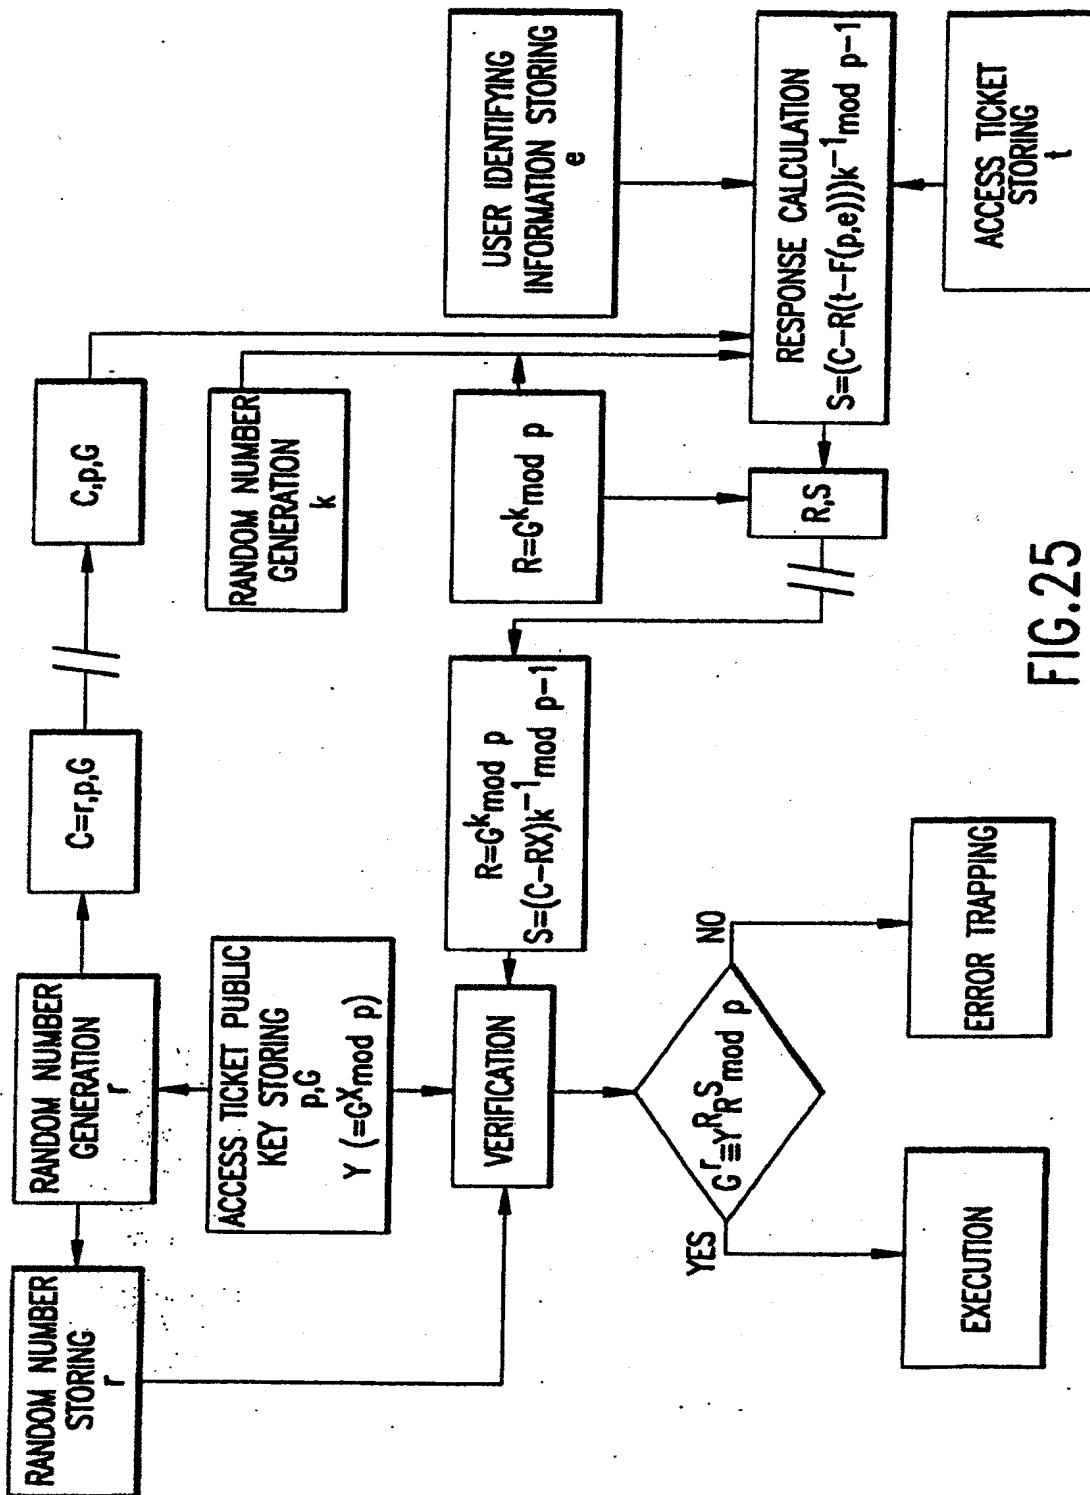 RANDOM NUMBER
STORING
r
RANDOM NUMBER
GENERATION
r
C=r,p,G
C,p,G
ACCESS TICKET PUBLIC
KEY STORING
p,G
Y (=G^X mod p)
RANDOM NUMBER
GENERATION
k
VERIFICATION
R=G^k mod p
S=(C-RX)k^-1 mod p-1
R=G^k mod p
USER IDENTIFYING
INFORMATION STORING
e
G^r≡Y^R R^S mod p
YES
NO
R,S
RESPONSE CALCULATION
S=(C-R(t-F(p,e)))k^-1 mod p-1
EXECUTION
ERROR TRAPPING
ACCESS TICKET
STORING
t
FIG.25